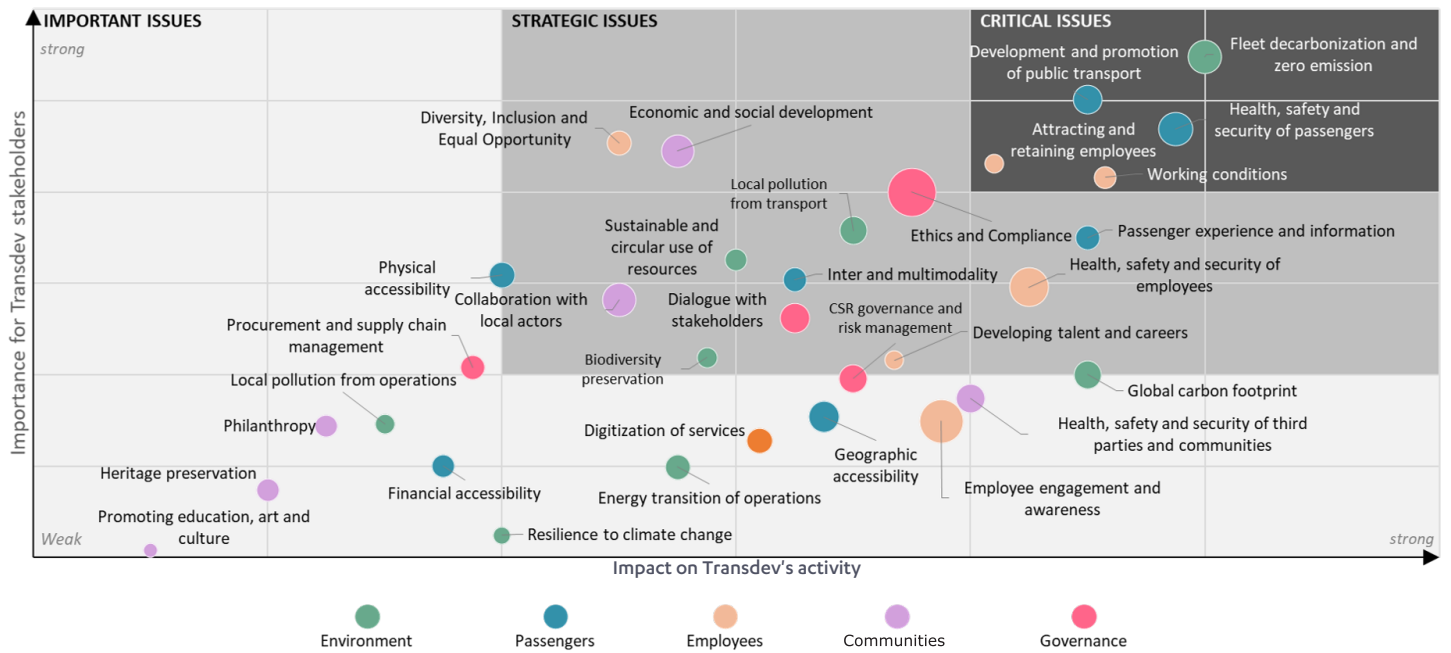 IMPORTANT ISSUES
STRATEGIC ISSUES
CRITICAL ISSUES
strong
Importance for Transdev stakeholders
Development and promotion
of public transport
Fleet decarbonization and
zero emission
Health, safety and
security of passengers
Attracting and
retaining employees
Working conditions
Diversity, Inclusion and
Equal Opportunity
Economic and social development
Local pollution
from transport
Ethics and Compliance
Passenger experience and information
Sustainable and
circular use of
resources
Inter and multimodality
Health, safety and security of
employees
Physical
accessibility
Collaboration with
local actors
Dialogue with
stakeholders
CSR governance and
risk management
Developing talent and careers
Procurement and supply chain
management
Biodiversity
preservation
Local pollution from operations
Global carbon footprint
Philanthropy
Digitization of services
Geographic
accessibility
Health, safety and security of third
parties and communities
Heritage preservation
Financial accessibility
Energy transition of operations
Employee engagement and
awareness
Promoting education, art and
culture
Resilience to climate change
Weak
strong
Impact on Transdev's activity
Environment
Passengers
Employees
Communities
Governance